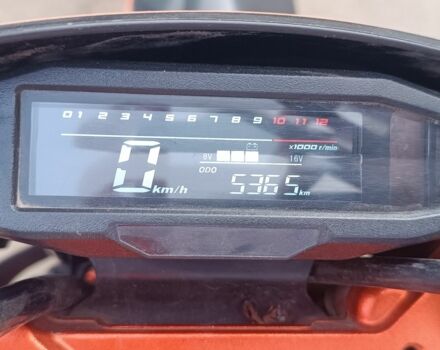 0 1 2 3 4 5 6 7 8 9 10 11 12
x1000 r/min
8V 16V
0 km/h
ODO
5365 km